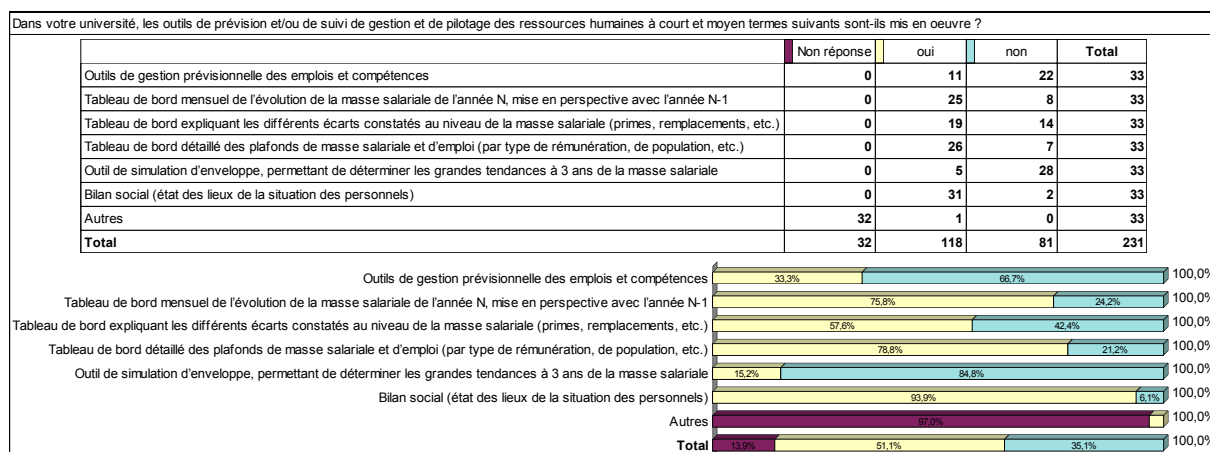 Dans votre université, les outils de prévision et/ou de suivi de gestion et de pilotage des ressources humaines à court et moyen termes suivants sont-ils mis en oeuvre ?
Non réponse oui non Total
Outils de gestion prévisionnelle des emplois et compétences 0 11 22 33
Tableau de bord mensuel de l'évolution de la masse salariale de l'année N, mise en perspective avec l'année N-1 0 25 8 33
Tableau de bord expliquant les différents écarts constatés au niveau de la masse salariale (primes, remplacements, etc.) 0 19 14 33
Tableau de bord détaillé des plafonds de masse salariale et d'emploi (par type de rémunération, de population, etc.) 0 26 7 33
Outil de simulation d'enveloppe, permettant de déterminer les grandes tendances à 3 ans de la masse salariale 0 5 28 33
Bilan social (état des lieux de la situation des personnels) 0 31 2 33
Autres 32 1 0 33
Total 32 118 81 231
Outils de gestion prévisionnelle des emplois et compétences 33,3% 66,7% 100,0%
Tableau de bord mensuel de l'évolution de la masse salariale de l'année N, mise en perspective avec l'année N-1 75,8% 24,2% 100,0%
Tableau de bord expliquant les différents écarts constatés au niveau de la masse salariale (primes, remplacements, etc.) 57,6% 42,4% 100,0%
Tableau de bord détaillé des plafonds de masse salariale et d'emploi (par type de rémunération, de population, etc.) 78,8% 21,2% 100,0%
Outil de simulation d'enveloppe, permettant de déterminer les grandes tendances à 3 ans de la masse salariale 15,2% 84,8% 100,0%
Bilan social (état des lieux de la situation des personnels) 93,9% 6,1% 100,0%
Autres 97,0% 100,0%
Total 13,9% 51,1% 35,1% 100,0%